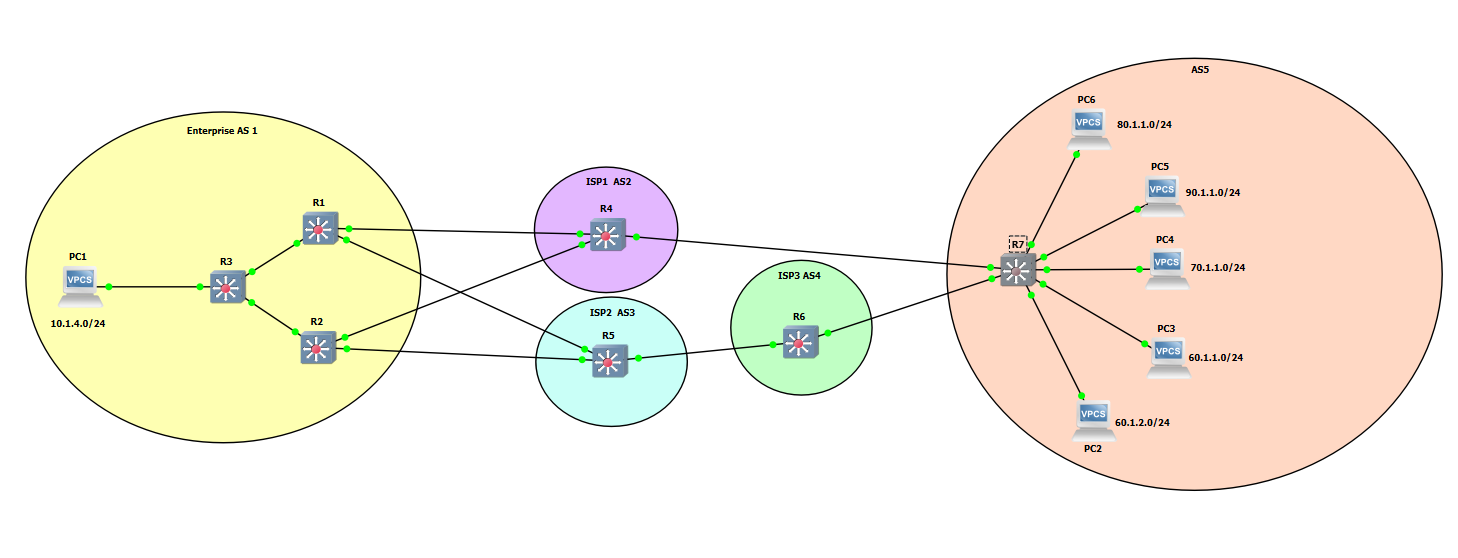 Enterprise AS 1
PC1
VPCS
10.1.4.0/24
R3
R1
R2
ISP1 AS2
R4
ISP2 AS3
R5
ISP3 AS4
R6
AS5
R7
PC6
VPCS
80.1.1.0/24
PC5
VPCS
90.1.1.0/24
PC4
VPCS
70.1.1.0/24
PC3
VPCS
60.1.1.0/24
VPCS
60.1.2.0/24
PC2